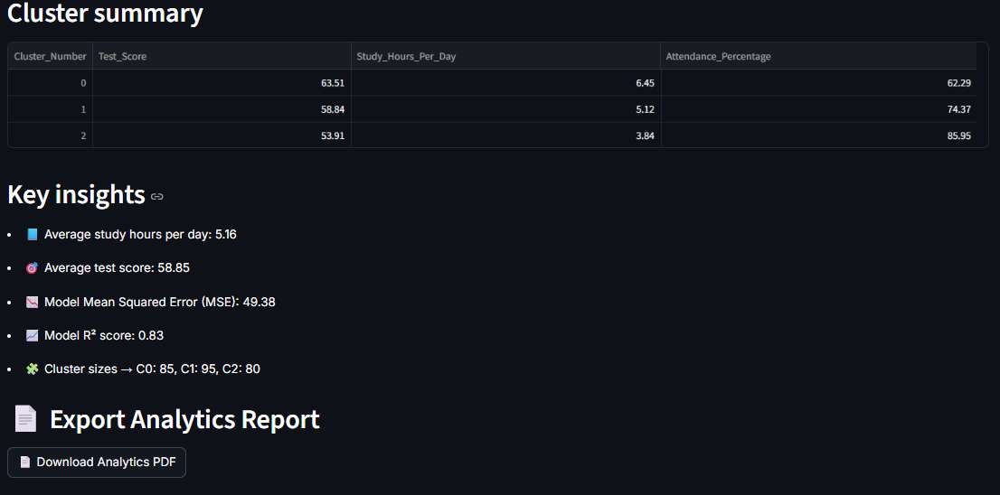 Cluster summary
Cluster_Number Test_Score Study_Hours_Per_Day Attendance_Percentage
0 63.51 6.45 62.29
1 58.84 5.12 74.37
2 53.91 3.84 85.95
Key insights
• 📘 Average study hours per day: 5.16
• 🎯 Average test score: 58.85
• 📉 Model Mean Squared Error (MSE): 49.38
• 📈 Model R² score: 0.83
• 🧩 Cluster sizes → C0: 85, C1: 95, C2: 80
📄 Export Analytics Report
📄 Download Analytics PDF